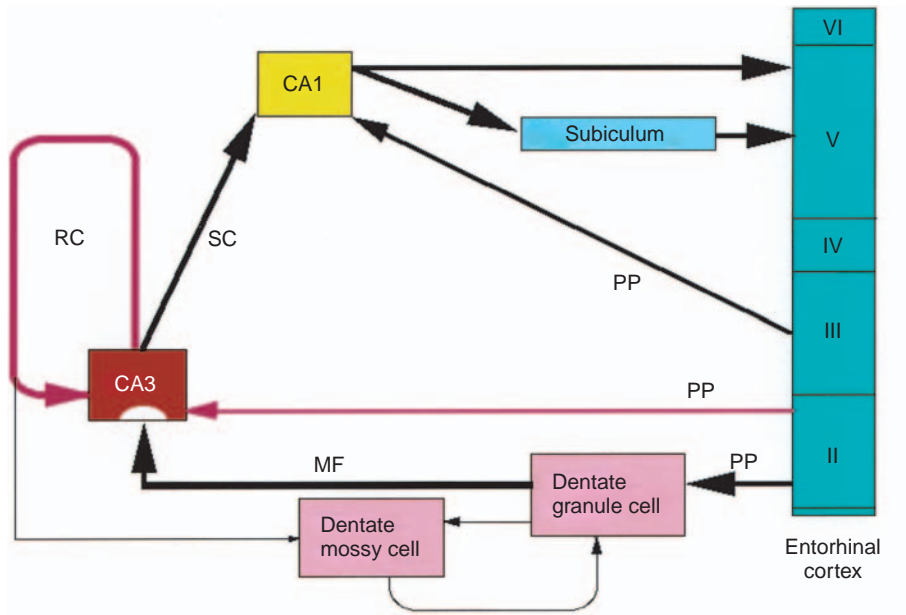 VI
CA1
Subiculum
V
RC
SC
IV
PP
III
CA3
PP
II
MF
PP
Dentate
granule cell
Dentate
mossy cell
Entorhinal
cortex